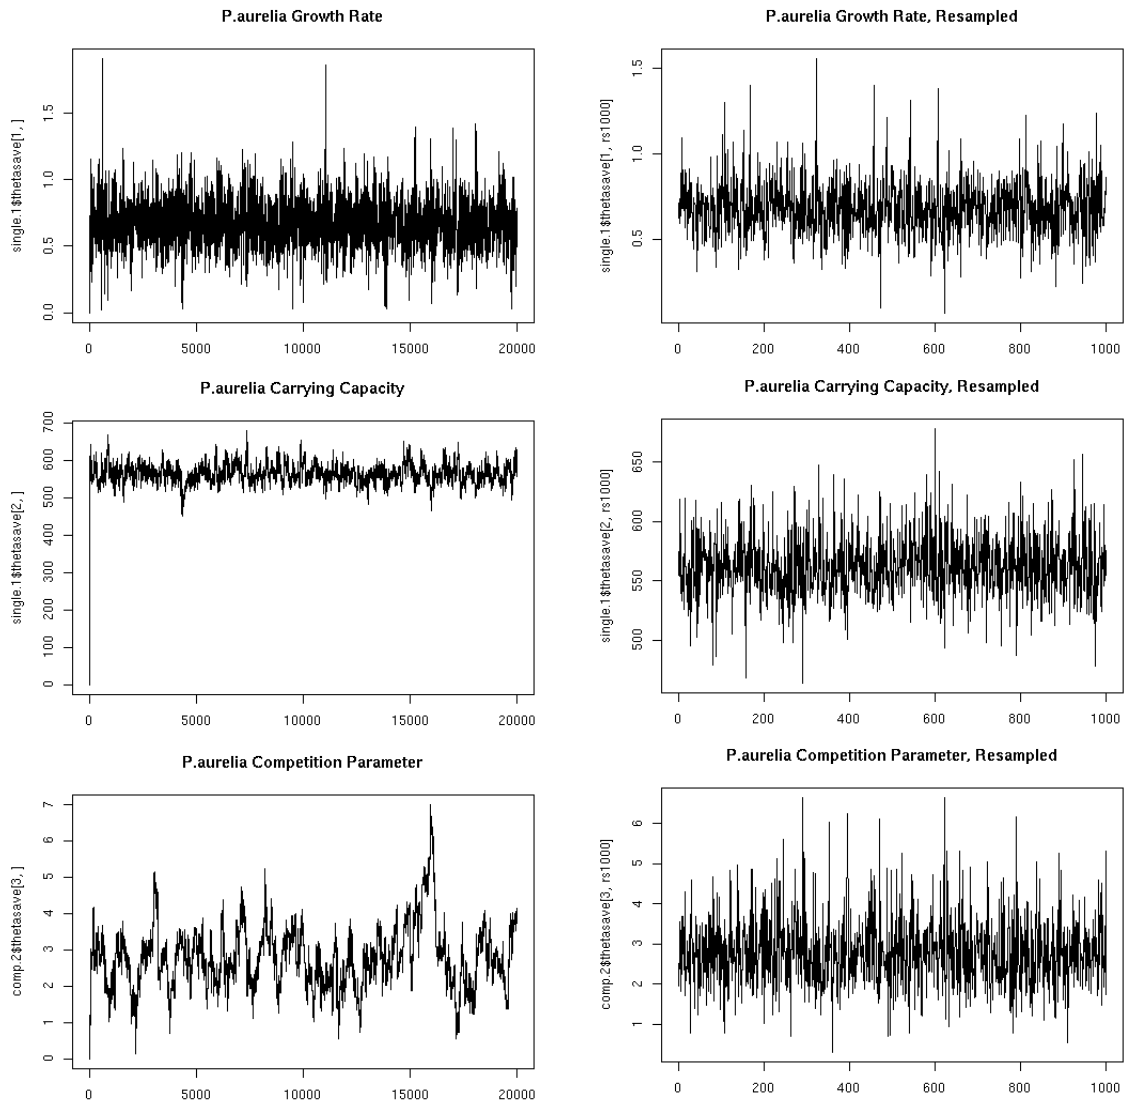 P.aurelia Growth Rate
single.1$thetasave[1, ]
0.0 0.5 1.0 1.5
0 5000 10000 15000 20000
P.aurelia Growth Rate, Resampled
single.1$thetasave[1, rs1000]
0.5 1.0 1.5
0 200 400 600 800 1000
P.aurelia Carrying Capacity
single.1$thetasave[2, ]
0 100 200 300 400 500 600 700
0 5000 10000 15000 20000
P.aurelia Carrying Capacity, Resampled
single.1$thetasave[2, rs1000]
500 550 600 650
0 200 400 600 800 1000
P.aurelia Competition Parameter
comp.2$thetasave[3, ]
0 1 2 3 4 5 6 7
0 5000 10000 15000 20000
P.aurelia Competition Parameter, Resampled
comp.2$thetasave[3, rs1000]
1 2 3 4 5 6
0 200 400 600 800 1000